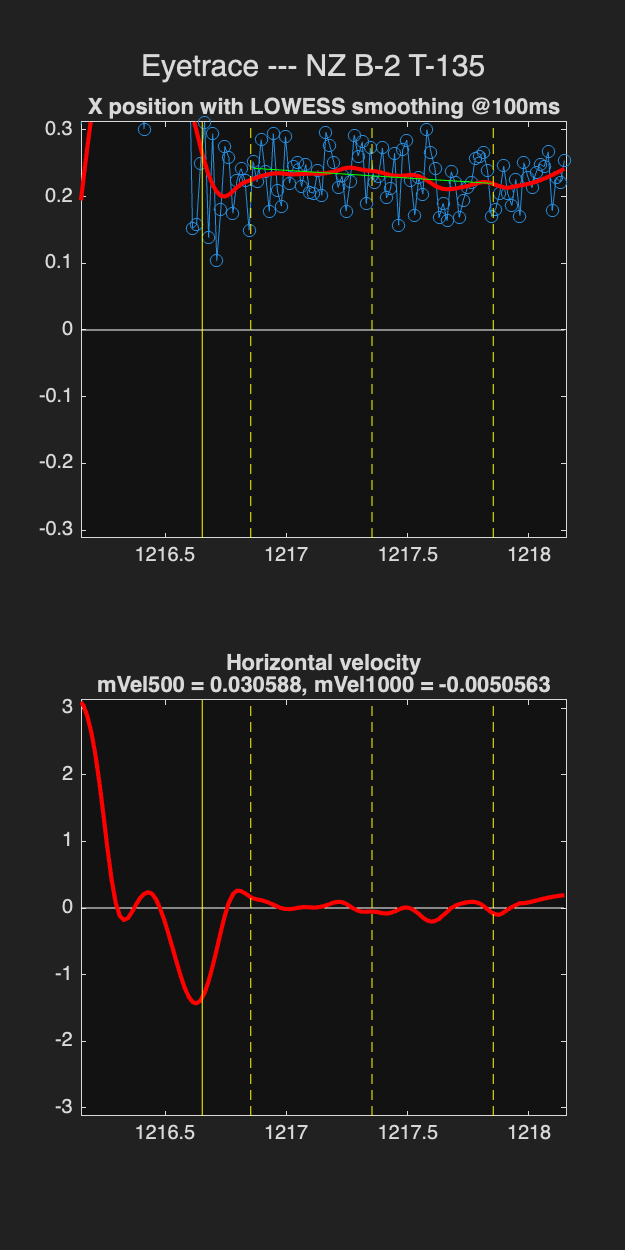 Eyetrace --- NZ B-2 T-135
X position with LOWESS smoothing @100ms
0.3
0.2
0.1
0
-0.1
-0.2
-0.3
1216.5 1217 1217.5 1218
Horizontal velocity
mVel500 = 0.030588, mVel1000 = -0.0050563
3
2
1
0
-1
-2
-3
1216.5 1217 1217.5 1218